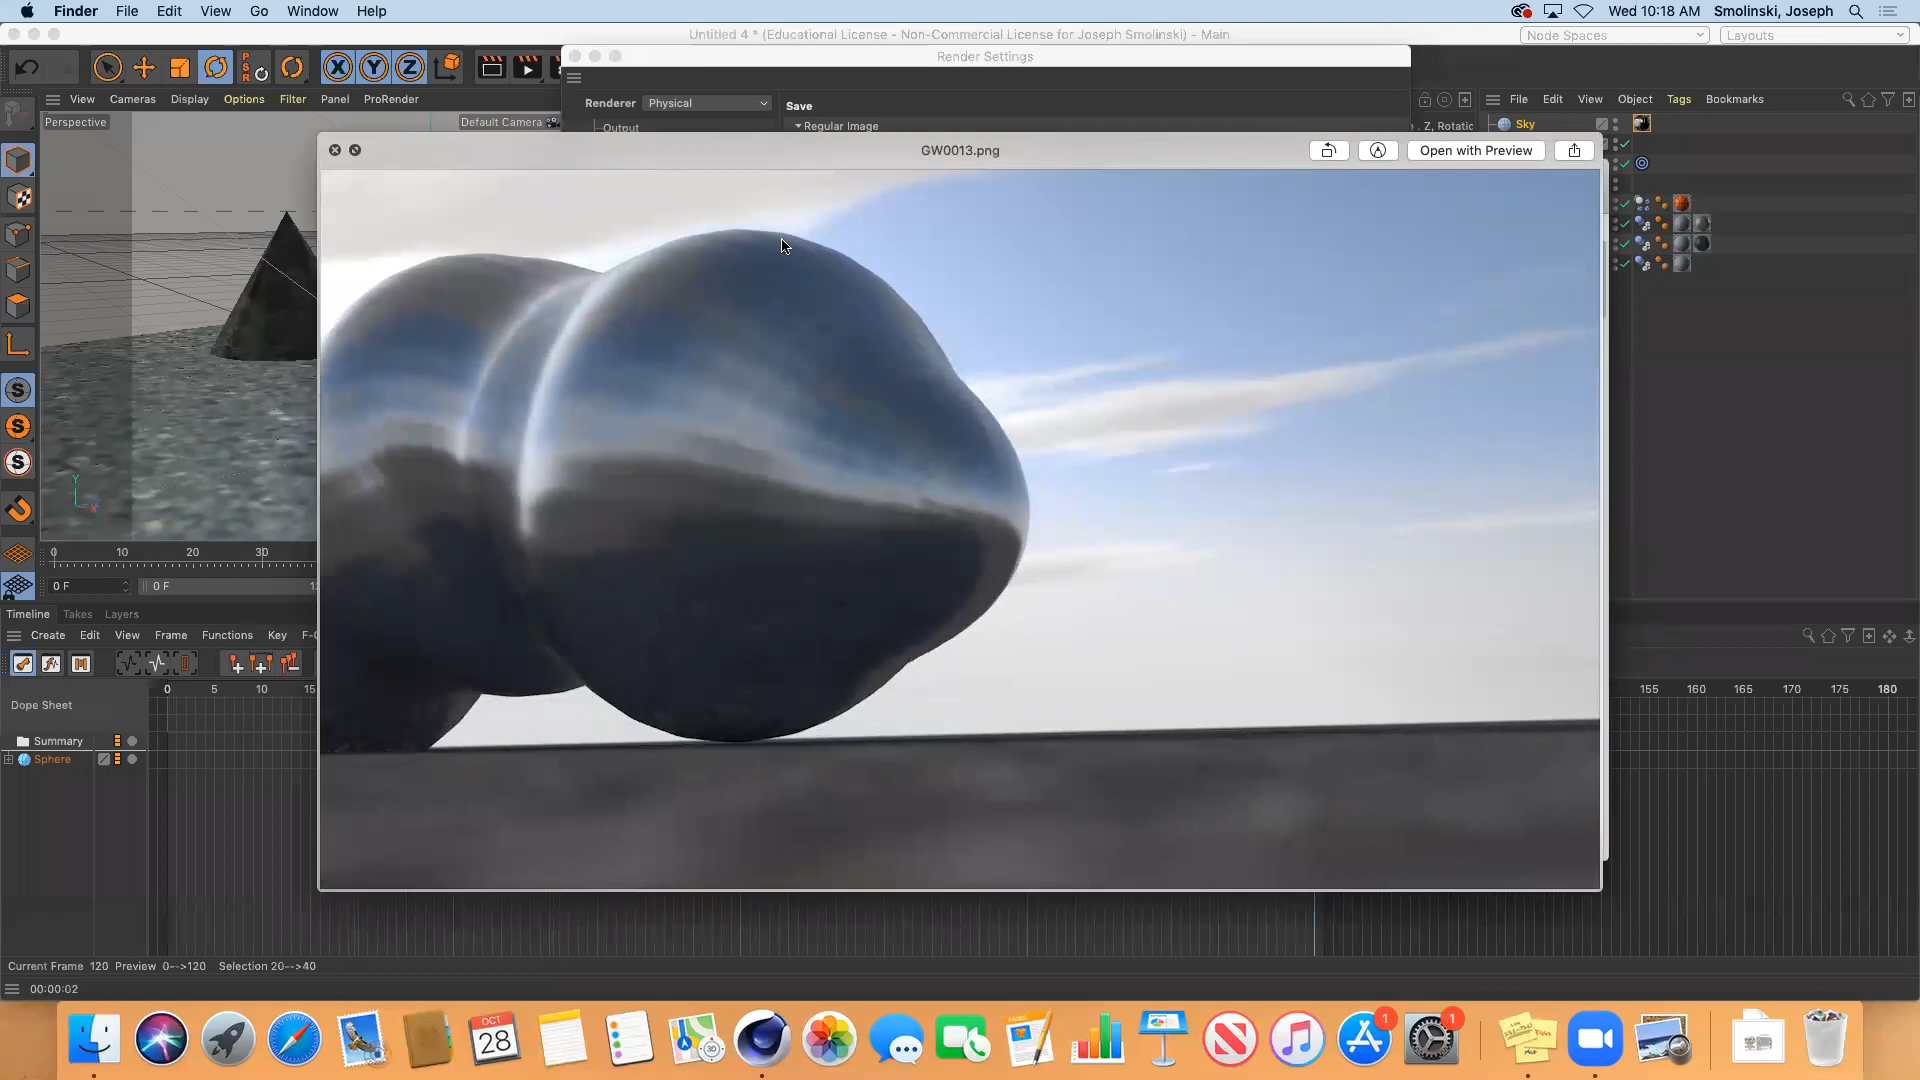 Finder File Edit View Go Window Help Wed 10:18 AM Smolinski, Joseph
Untitled 4 * (Educational License - Non-Commercial License for Joseph Smolinski) - Main Node Spaces Layouts
Render Settings
PSR X Y Z
View Cameras Display Options Filter Panel ProRender
Renderer Physical Save
File Edit View Object Tags Bookmarks
Perspective Default Camera
Output Regular Image
. Z, Rotatic
Sky
GW0013.png Open with Preview
S
S
S
Y
0 10 20 30
0 F 0 F
Timeline Takes Layers
Create Edit View Frame Functions Key
0 5 10 15 155 160 165 170 175 180
Dope Sheet
Summary
Sphere
Current Frame 120 Preview 0-->120 Selection 20-->40
00:00:02
OCT
28
1
1